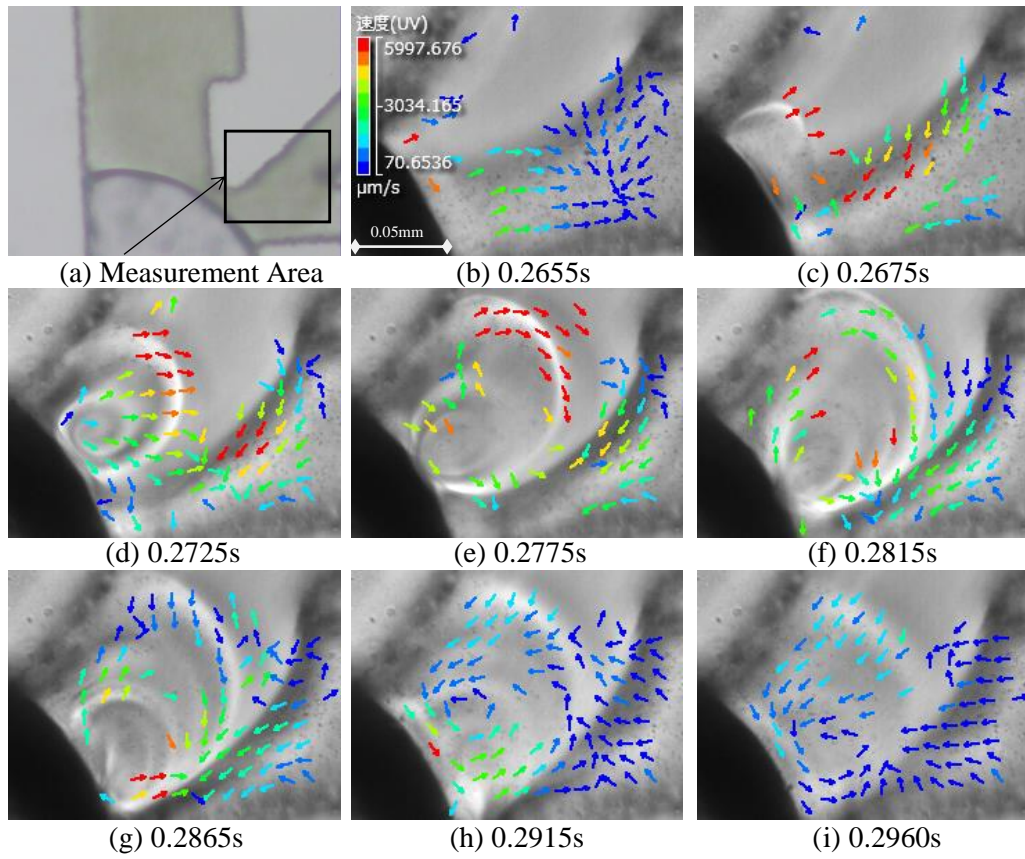 速度(UV)
5997.676
-3034.165
70.6536
μm/s
0.05mm
(a) Measurement Area
(b) 0.2655s
(c) 0.2675s
(d) 0.2725s
(e) 0.2775s
(f) 0.2815s
(g) 0.2865s
(h) 0.2915s
(i) 0.2960s